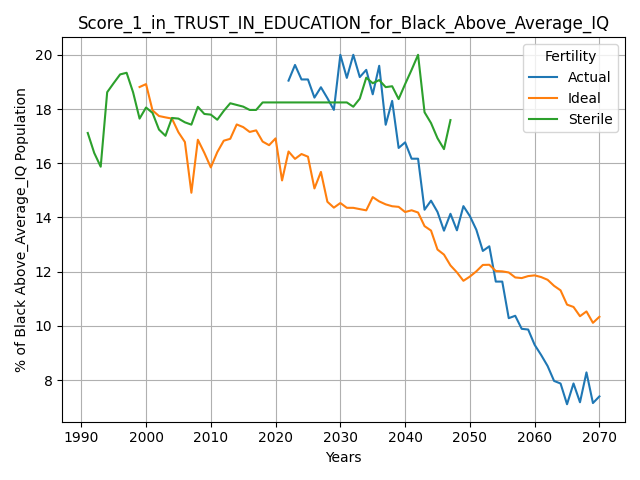 Score_1_in_TRUST_IN_EDUCATION_for_Black_Above_Average_IQ
% of Black Above_Average_IQ Population
20
18
16
14
12
10
8
Fertility
Actual
Ideal
Sterile
1990 2000 2010 2020 2030 2040 2050 2060 2070
Years